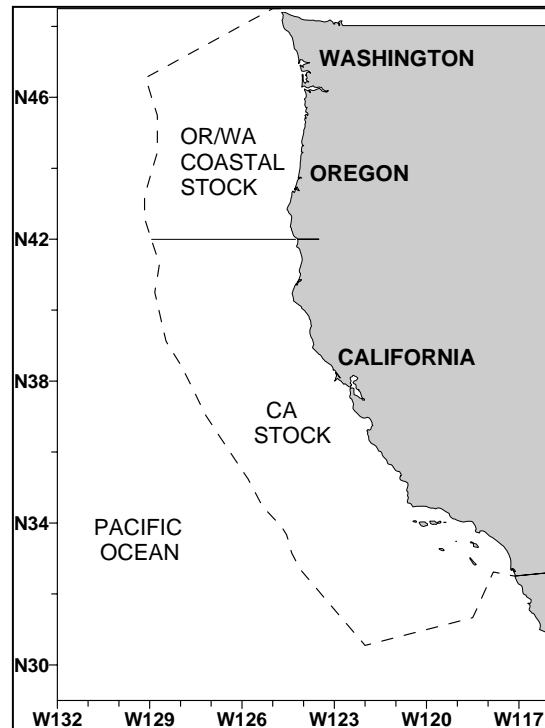 WASHINGTON
N46
OR/WA
COASTAL
STOCK
OREGON
N42
CALIFORNIA
N38
CA
STOCK
N34
PACIFIC
OCEAN
N30
W132 W129 W126 W123 W120 W117